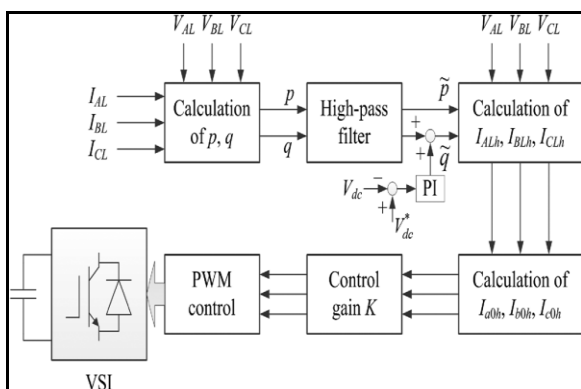 V_AL V_BL V_CL
V_AL V_BL V_CL
I_AL
I_BL
I_CL
Calculation
of p, q
p
q
High-pass
filter
p̃
+
+
q̃
Calculation of
I_ALh, I_BLh, I_CLh
V_dc
−
+
PI
V*_dc
PWM
control
Control
gain K
Calculation of
I_a0h, I_b0h, I_c0h
VSI